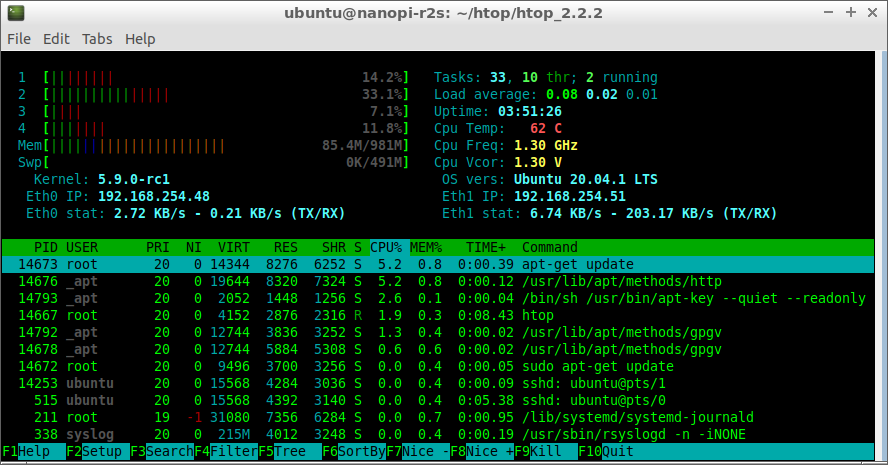 ubuntu@nanopi-r2s: ~/htop/htop_2.2.2
File Edit Tabs Help
1 [||||||||| 14.2%] Tasks: 33, 10 thr; 2 running
2 [|||||||||||||||| 33.1%] Load average: 0.08 0.02 0.01
3 [|||| 7.1%] Uptime: 03:51:26
4 [|||||||| 11.8%] Cpu Temp: 62 C
Mem[||||||||||||||||||||||| 85.4M/981M] Cpu Freq: 1.30 GHz
Swp[ 0K/491M] Cpu Vcor: 1.30 V
Kernel: 5.9.0-rc1 OS vers: Ubuntu 20.04.1 LTS
Eth0 IP: 192.168.254.48 Eth1 IP: 192.168.254.51
Eth0 stat: 2.72 KB/s - 0.21 KB/s (TX/RX) Eth1 stat: 6.74 KB/s - 203.17 KB/s (TX/RX)
PID USER PRI NI VIRT RES SHR S CPU% MEM% TIME+ Command
14673 root 20 0 14344 8276 6252 S 5.2 0.8 0:00.39 apt-get update
14676 _apt 20 0 19644 8320 7324 S 5.2 0.8 0:00.12 /usr/lib/apt/methods/http
14793 _apt 20 0 2052 1448 1256 S 2.6 0.1 0:00.04 /bin/sh /usr/bin/apt-key --quiet --readonly
14667 root 20 0 4152 2876 2316 R 1.9 0.3 0:08.43 htop
14792 _apt 20 0 12744 3836 3252 S 1.3 0.4 0:00.02 /usr/lib/apt/methods/gpgv
14678 _apt 20 0 12744 5884 5308 S 0.6 0.6 0:00.02 /usr/lib/apt/methods/gpgv
14672 root 20 0 9496 3700 3256 S 0.0 0.4 0:00.05 sudo apt-get update
14253 ubuntu 20 0 15568 4284 3036 S 0.0 0.4 0:00.09 sshd: ubuntu@pts/1
515 ubuntu 20 0 15568 4392 3140 S 0.0 0.4 0:05.38 sshd: ubuntu@pts/0
211 root 19 -1 31080 7356 6284 S 0.0 0.7 0:00.95 /lib/systemd/systemd-journald
338 syslog 20 0 215M 4012 3248 S 0.0 0.4 0:00.19 /usr/sbin/rsyslogd -n -iNONE
F1Help F2Setup F3SearchF4FilterF5Tree F6SortByF7Nice -F8Nice +F9Kill F10Quit